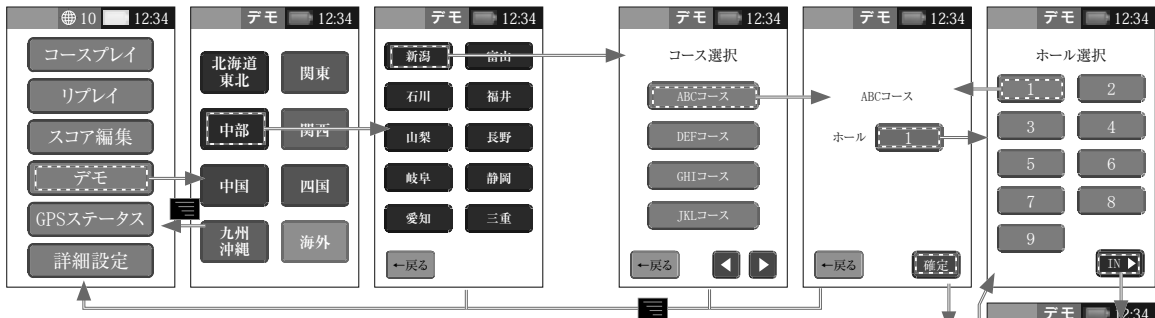 10 12:34
コースプレイ
リプレイ
スコア編集
デモ
GPSステータス
詳細設定
デモ 12:34
北海道
東北
関東
中部
関西
中国
四国
九州
沖縄
海外
デモ 12:34
新潟
富山
石川
福井
山梨
長野
岐阜
静岡
愛知
三重
←戻る
デモ 12:34
コース選択
ABCコース
DEFコース
GHIコース
JKLコース
←戻る
デモ 12:34
ABCコース
ホール 1
←戻る
確定
デモ 12:34
ホール選択
1 2
3 4
5 6
7 8
9
IN
デモ 12:34